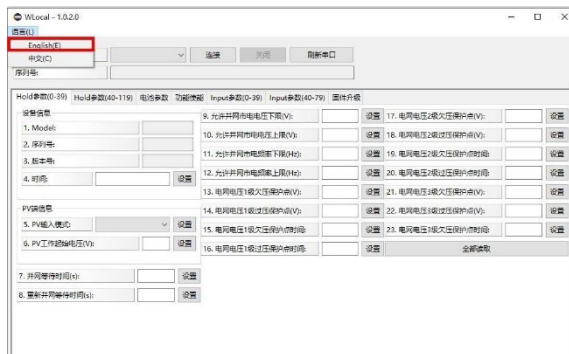 WLocal - 1.0.2.0
语言(L)
English(E)
中文(C)
连接 关闭 刷新串口
序列号:
Hold参数(0-39) Hold参数(40-119) 电池参数 功能使能 Input参数(0-39) Input参数(40-79) 固件升级
设备信息
1. Model:
2. 序列号:
3. 版本号:
4. 时间: 设置
PV端信息
5. PV输入模式: 设置
6. PV工作起始电压(V): 设置
7. 并网等待时间(s): 设置
8. 重新并网等待时间(s): 设置
9. 允许并网市电电压下限(V): 设置
10. 允许并网市电电压上限(V): 设置
11. 允许并网市电频率下限(Hz): 设置
12. 允许并网市电频率上限(Hz): 设置
13. 电网电压1级欠压保护点(V): 设置
14. 电网电压1级过压保护点(V): 设置
15. 电网电压1级欠压保护点时间: 设置
16. 电网电压1级过压保护点时间: 设置
17. 电网电压2级欠压保护点(V): 设置
18. 电网电压2级过压保护点(V): 设置
19. 电网电压2级欠压保护点时间: 设置
20. 电网电压2级过压保护点时间: 设置
21. 电网电压3级欠压保护点(V): 设置
22. 电网电压3级过压保护点(V): 设置
23. 电网电压3级欠压保护点时间: 设置
全部读取